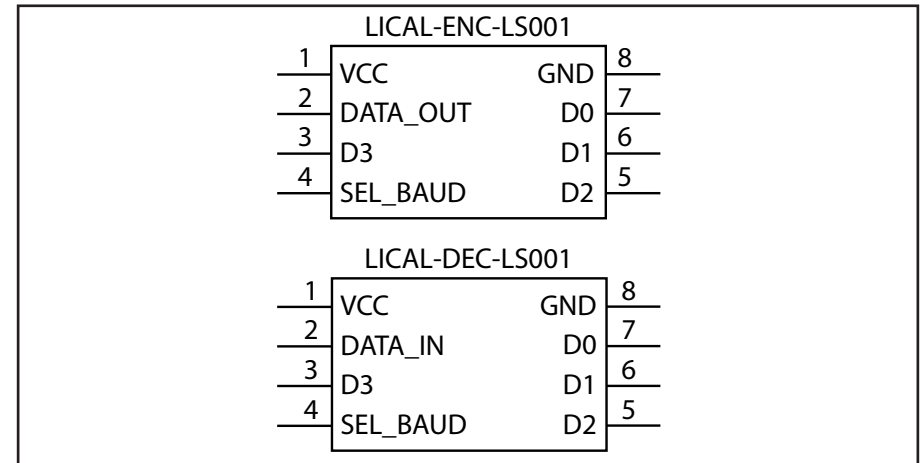 LICAL-ENC-LS001
1 VCC GND 8
2 DATA_OUT D0 7
3 D3 D1 6
4 SEL_BAUD D2 5
LICAL-DEC-LS001
1 VCC GND 8
2 DATA_IN D0 7
3 D3 D1 6
4 SEL_BAUD D2 5